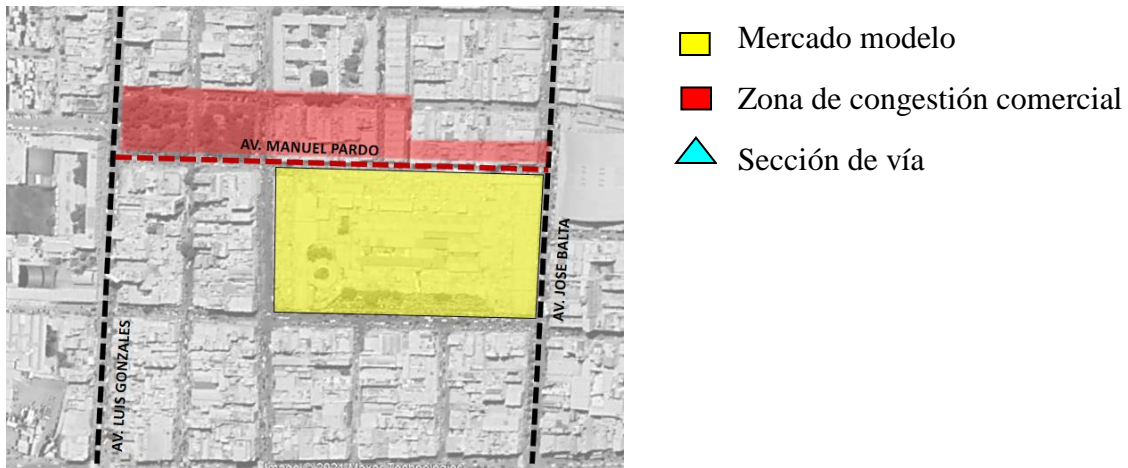 AV. MANUEL PARDO
AV. JOSE BALTA
AV. LUIS GONZALES
Mercado modelo
Zona de congestión comercial
Sección de vía